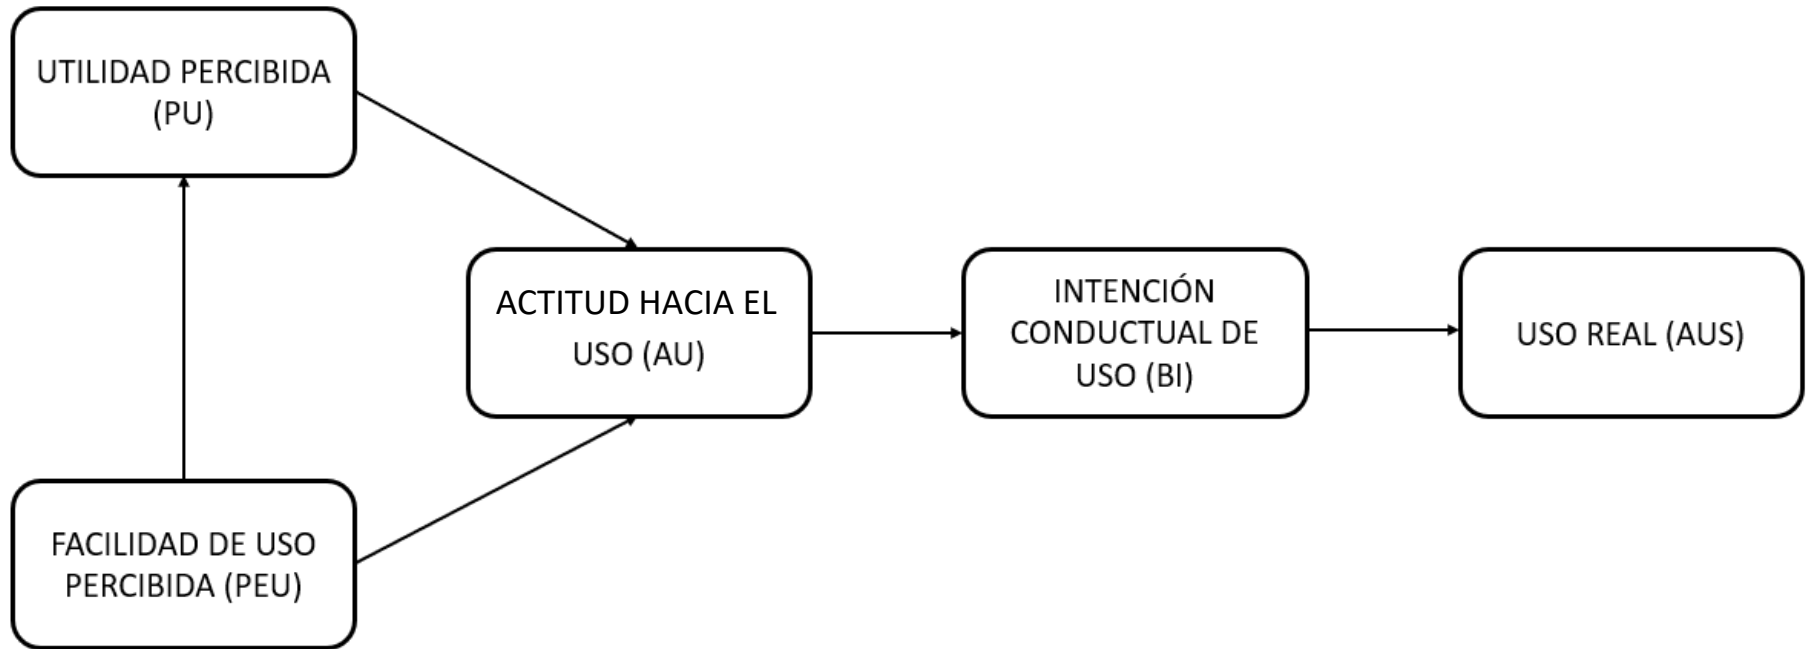 UTILIDAD PERCIBIDA
(PU)
ACTITUD HACIA EL
USO (AU)
INTENCIÓN
CONDUCTUAL DE
USO (BI)
USO REAL (AUS)
FACILIDAD DE USO
PERCIBIDA (PEU)